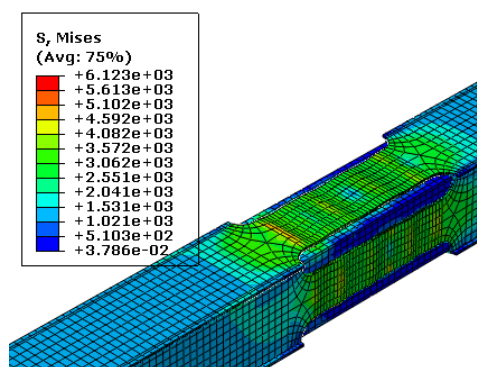 S, Mises
(Avg: 75%)
+6.123e+03
+5.613e+03
+5.102e+03
+4.592e+03
+4.082e+03
+3.572e+03
+3.062e+03
+2.551e+03
+2.041e+03
+1.531e+03
+1.021e+03
+5.103e+02
+3.786e-02